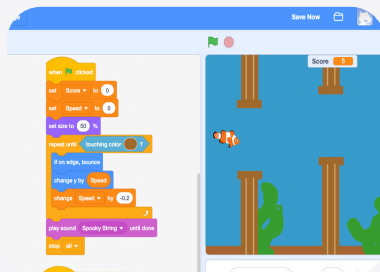 Save Now
Score 5
when clicked
set Score to 0
set Speed to 0
set size to 50 %
repeat until touching color ?
if on edge, bounce
change y by Speed
change Speed by -0.2
play sound Spooky String until done
stop all